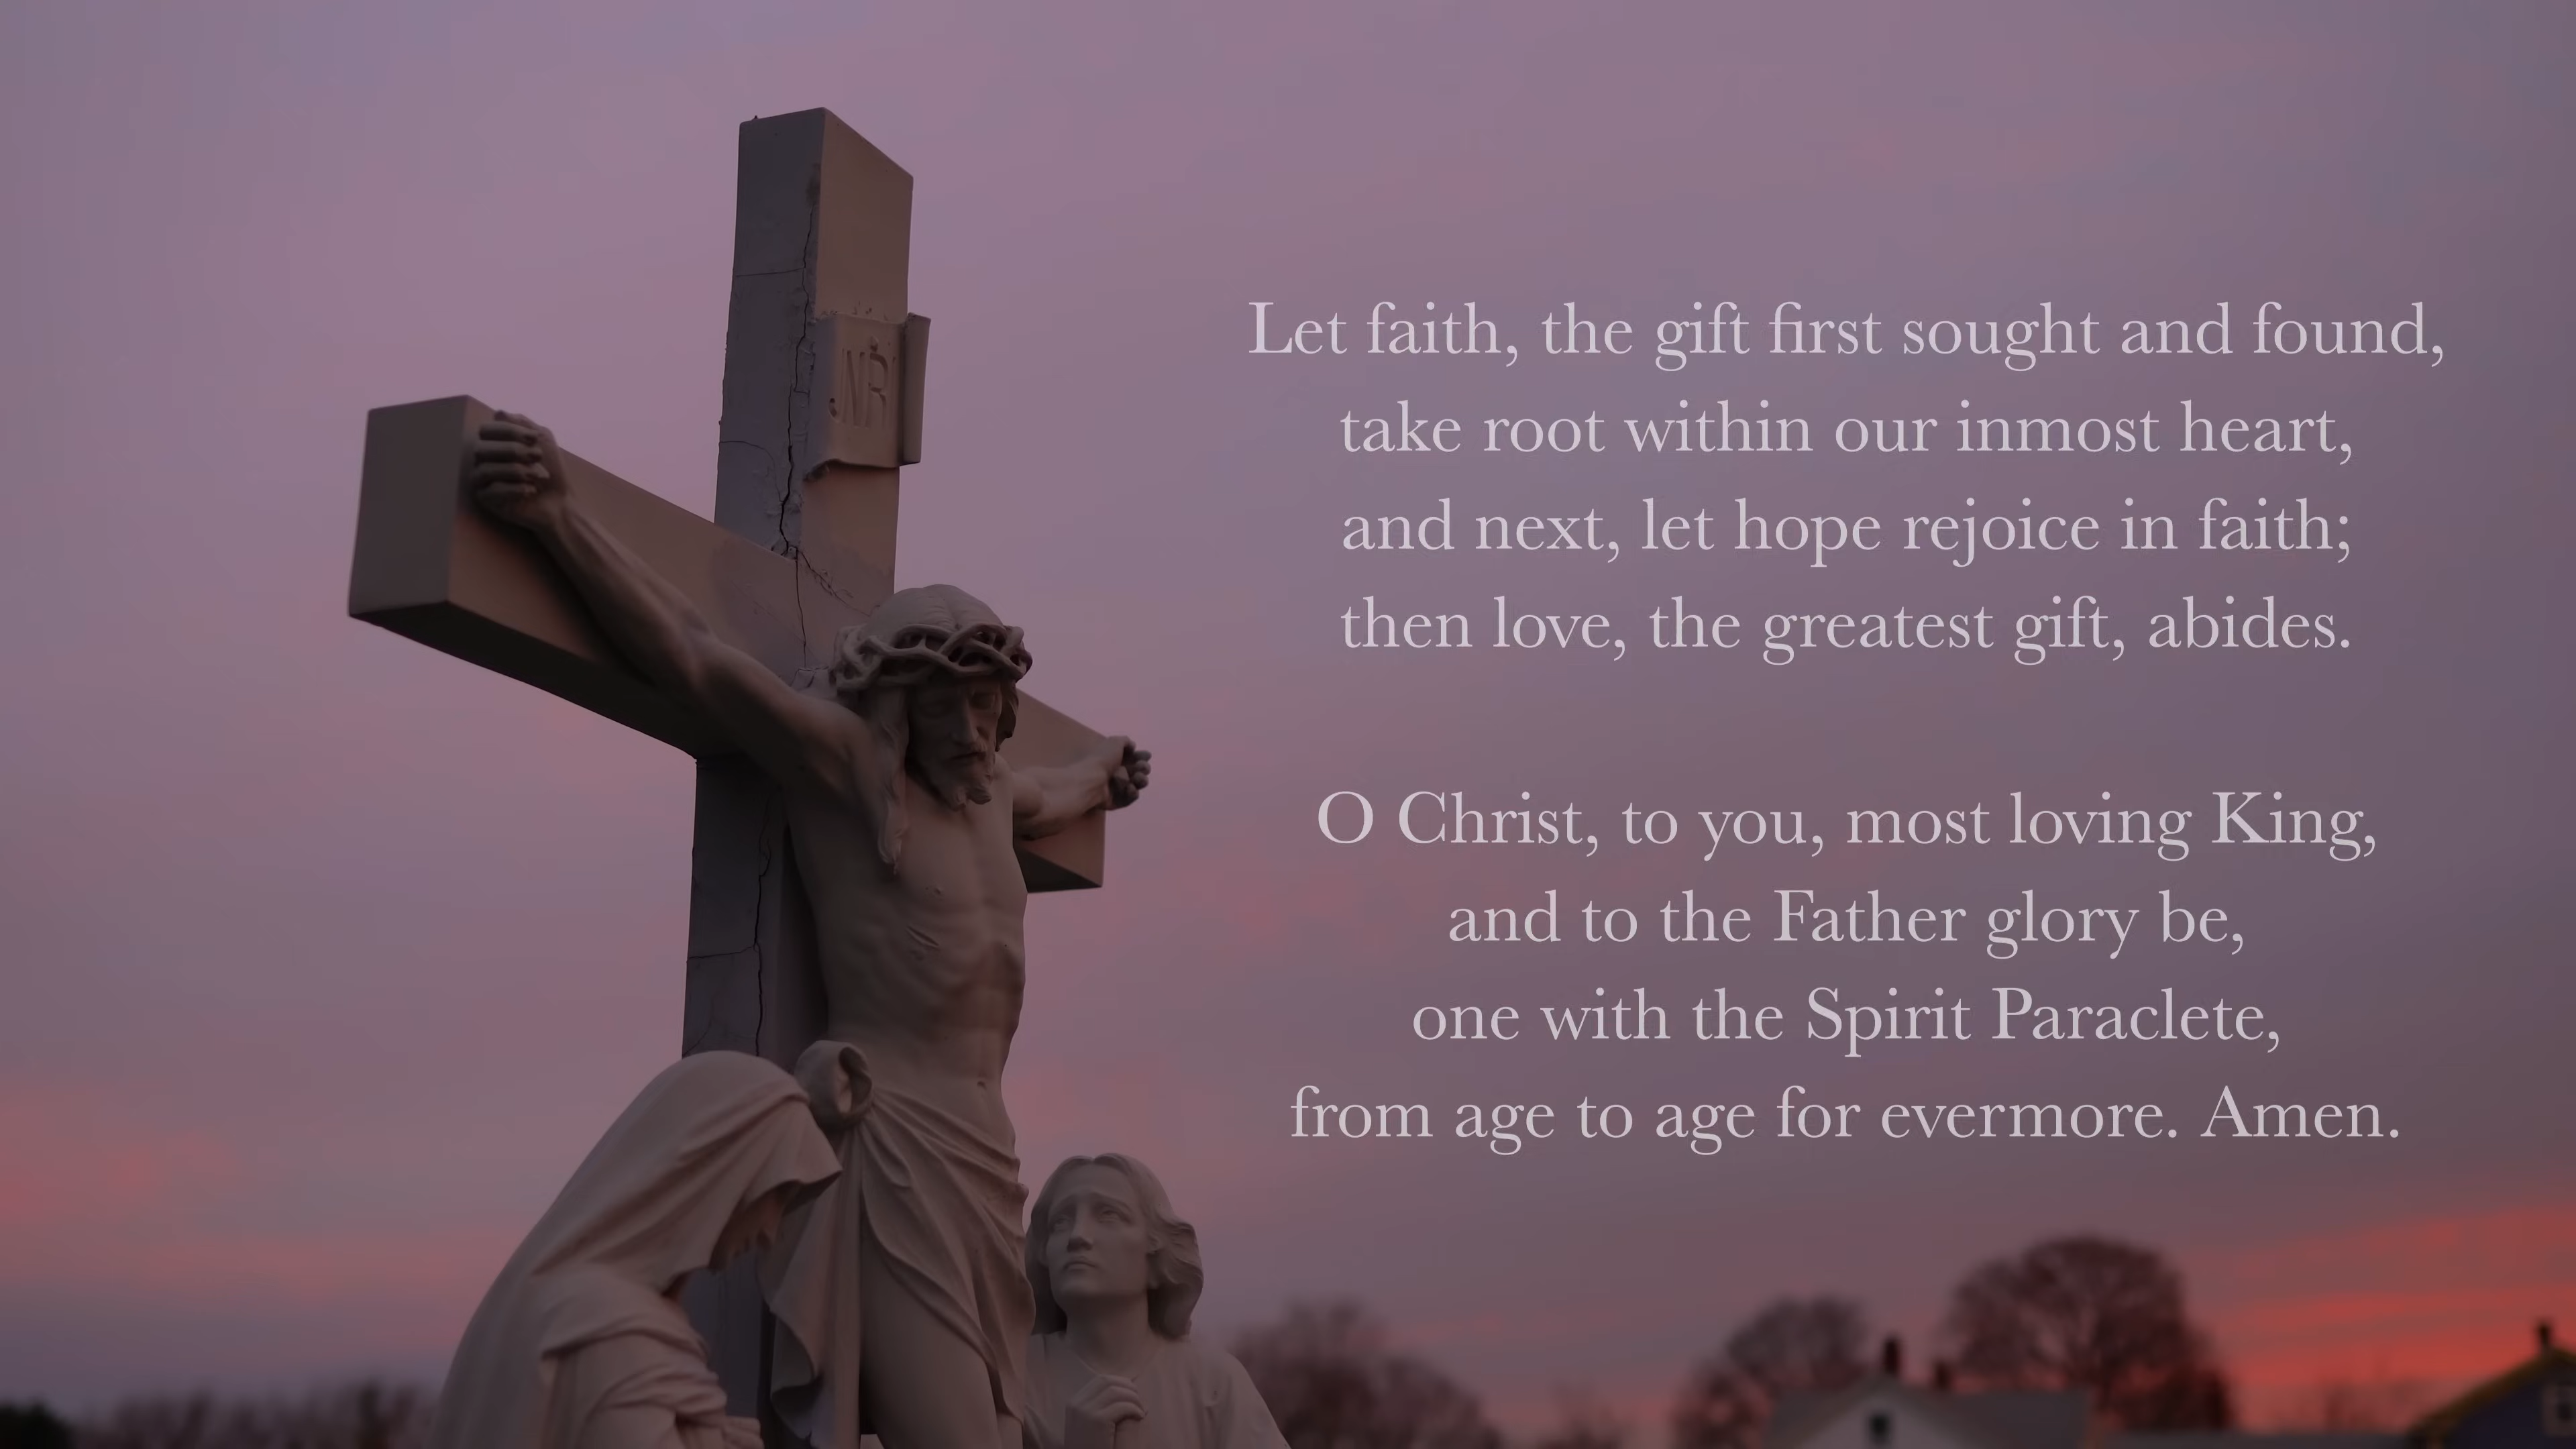 INRI
Let faith, the gift first sought and found,
take root within our inmost heart,
and next, let hope rejoice in faith;
then love, the greatest gift, abides.
O Christ, to you, most loving King,
and to the Father glory be,
one with the Spirit Paraclete,
from age to age for evermore. Amen.